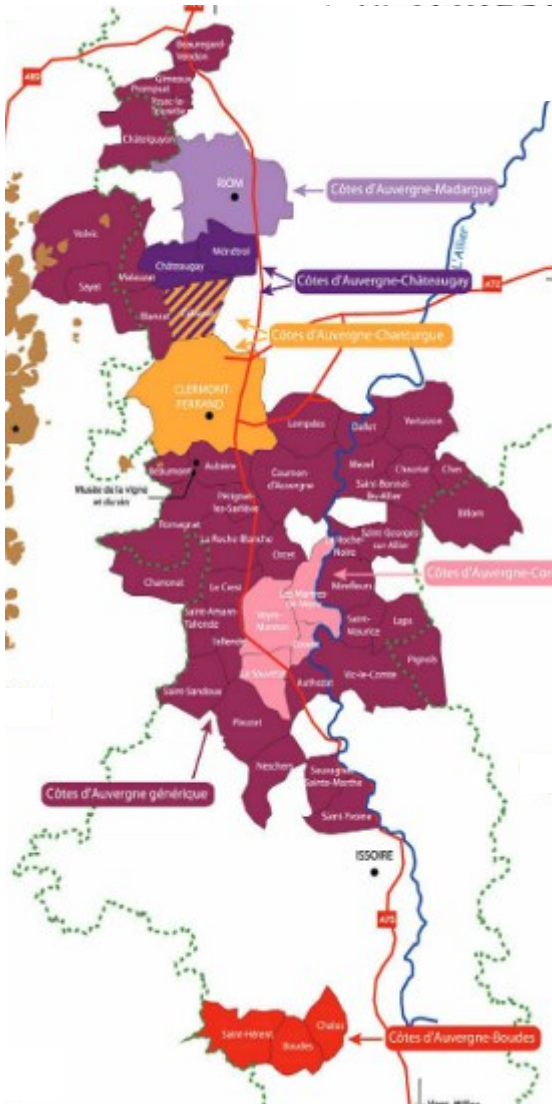 Beauregard-
Vendon
Gimeaux
Prompsat
A89
Châtelguyon
RIOM
Côtes d'Auvergne-Madargue
L'Allier
Volvic
Ménétrol
Châteaugay
Malauzat
Sayat
Blanzat
Côtes d'Auvergne-Châteaugay
A72
Côtes d'Auvergne-Chanturgue
CLERMONT
FERRAND
Lempdes
Dallet
Vertaizon
Beaumont
Aubière
Musée de la vigne
et du vin
Cournon
d'Auvergne
Mezel
Chauriat
Saint-Bonnet-
lès-Allier
Billom
Pérignat-
les-Sarliève
Romagnat
La Roche-Blanche
Orcet
La Roche-
Noire
Saint-Georges-
sur-Allier
Chanonat
Le Crest
Les Martres-
de-Veyre
Mirefleurs
Côtes d'Auvergne-Cor
Saint-Amant-
Tallende
Veyre-
Monton
Saint-
Maurice
Laps
Tallende
Corent
Pignols
La Sauvetat
Authezat
Vic-le-Comte
Saint-Sandoux
Plauzat
Neschers
Sauvagnat-
Sainte-Marthe
Côtes d'Auvergne générique
Saint-Yvoine
ISSOIRE
A75
Saint-Hérent
Boudes
Chalus
Côtes d'Auvergne-Boudes